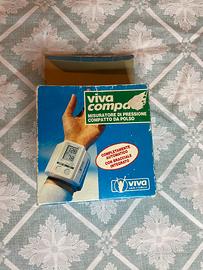 viva
compa
MISURATORE DI PRESSIONE
COMPATTO DA POLSO
COMPLETAMENTE
AUTOMATICO
CON BRACCIALE
INTEGRATO
viva